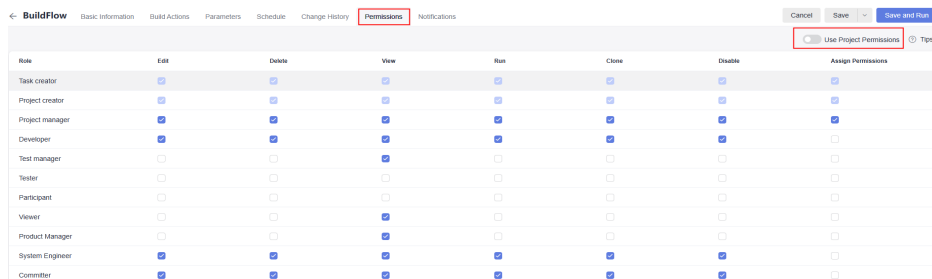 ← BuildFlow Basic Information Build Actions Parameters Schedule Change History Permissions Notifications Cancel Save Save and Run
Use Project Permissions ? Tips
Role Edit Delete View Run Clone Disable Assign Permissions
Task creator
Project creator
Project manager
Developer
Test manager
Tester
Participant
Viewer
Product Manager
System Engineer
Committer